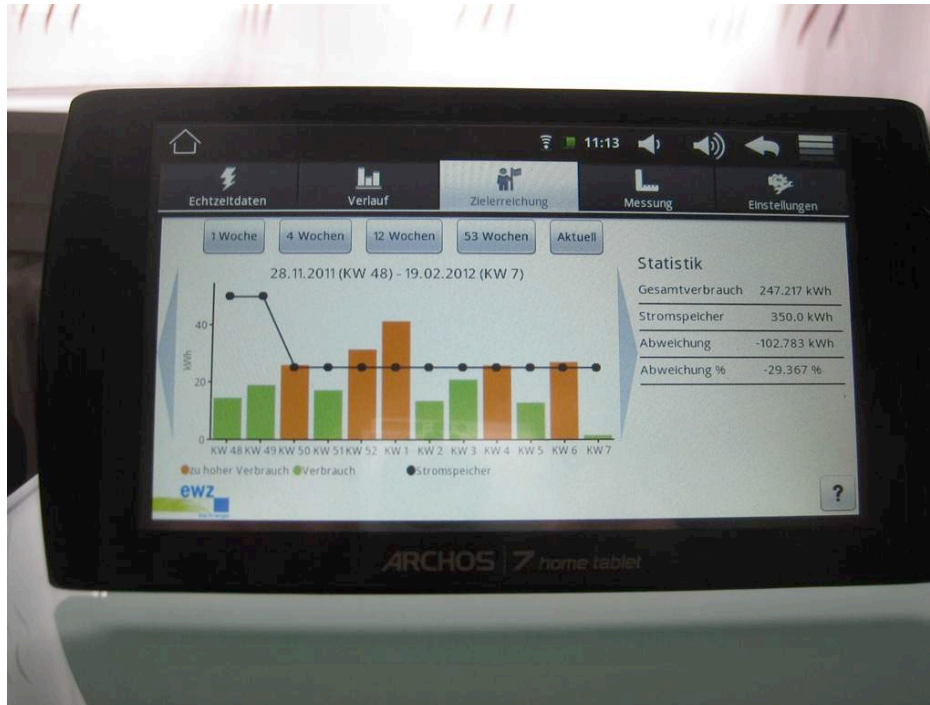 11:13
Echtzeitdaten Verlauf Zielerreichung Messung Einstellungen
1 Woche 4 Wochen 12 Wochen 53 Wochen Aktuell
28.11.2011 (KW 48) - 19.02.2012 (KW 7)
kWh
40
20
0
KW 48 KW 49 KW 50 KW 51 KW 52 KW 1 KW 2 KW 3 KW 4 KW 5 KW 6 KW 7
zu hoher Verbrauch Verbrauch Stromspeicher
Statistik
Gesamtverbrauch 247.217 kWh
Stromspeicher 350.0 kWh
Abweichung -102.783 kWh
Abweichung % -29.367 %
ewz
?
ARCHOS 7 home tablet